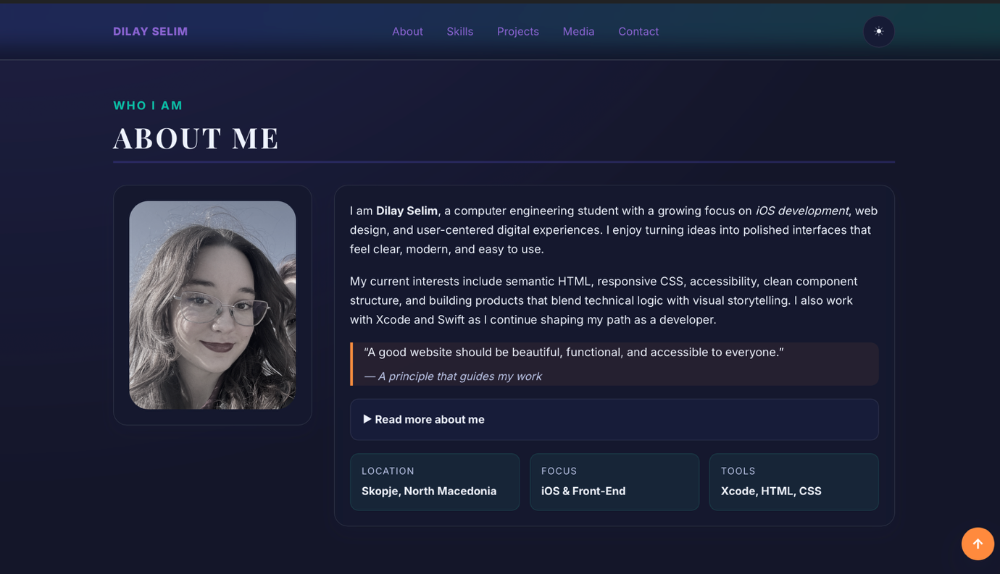 DILAY SELIM
About Skills Projects Media Contact
WHO I AM
ABOUT ME
I am Dilay Selim, a computer engineering student with a growing focus on iOS development, web
design, and user-centered digital experiences. I enjoy turning ideas into polished interfaces that
feel clear, modern, and easy to use.
My current interests include semantic HTML, responsive CSS, accessibility, clean component
structure, and building products that blend technical logic with visual storytelling. I also work
with Xcode and Swift as I continue shaping my path as a developer.
“A good website should be beautiful, functional, and accessible to everyone.”
— A principle that guides my work
▶ Read more about me
LOCATION
Skopje, North Macedonia
FOCUS
iOS & Front-End
TOOLS
Xcode, HTML, CSS